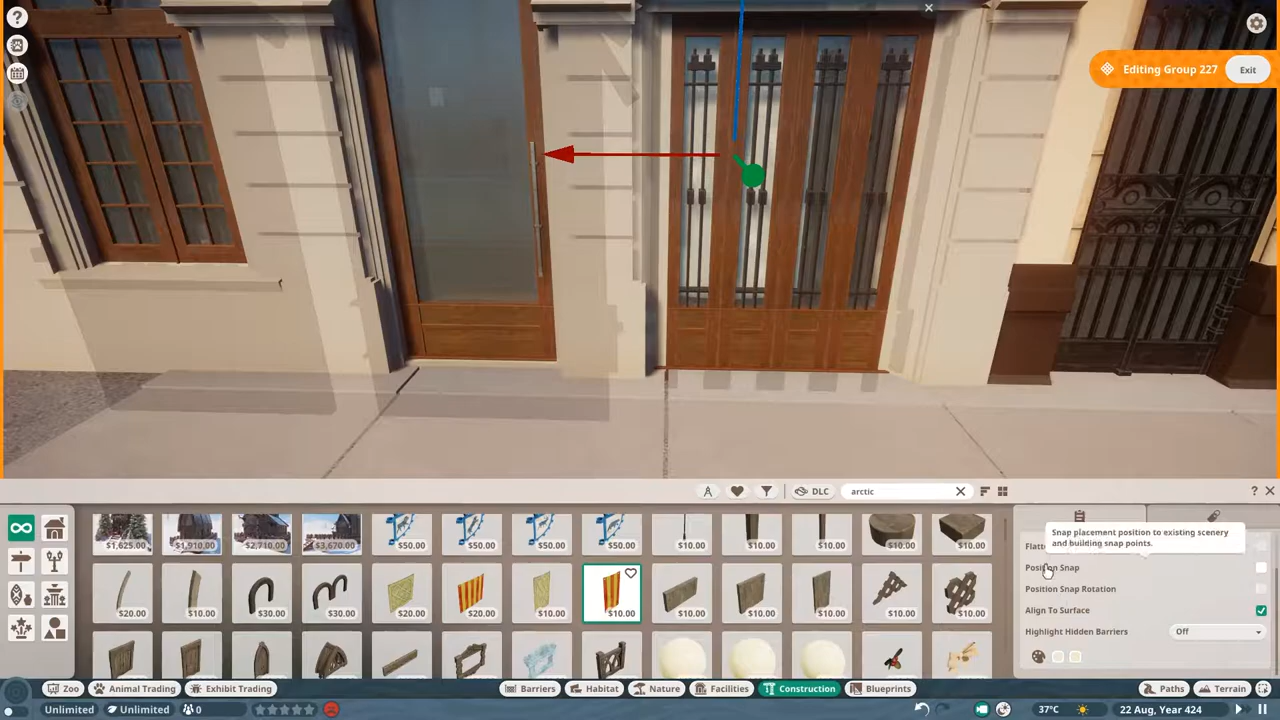 ?
Editing Group 227
Exit
DLC
arctic
?
$1,625.00
$1,910.00
$2,710.00
$3,670.00
$50.00
$50.00
$50.00
$50.00
$10.00
$10.00
$10.00
$10.00
$10.00
$20.00
$10.00
$30.00
$30.00
$20.00
$20.00
$10.00
$10.00
$10.00
$10.00
$10.00
$10.00
$10.00
Snap placement position to existing scenery
and building snap points.
Position Snap
Position Snap Rotation
Align To Surface
Highlight Hidden Barriers
Off
Zoo
Animal Trading
Exhibit Trading
Barriers
Habitat
Nature
Facilities
Construction
Blueprints
Paths
Terrain
Unlimited
Unlimited
0
37°C
22 Aug, Year 424